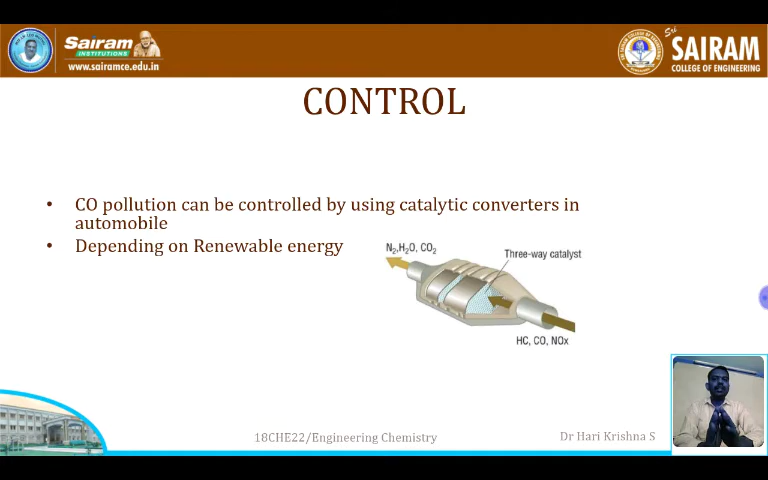 Sairam
INSTITUTIONS
www.sairamce.edu.in
Sri
SAIRAM
COLLEGE OF ENGINEERING
CONTROL
• CO pollution can be controlled by using catalytic converters in
automobile
• Depending on Renewable energy
N₂,H₂O, CO₂
Three-way catalyst
HC, CO, NOx
18CHE22/Engineering Chemistry
Dr Hari Krishna S